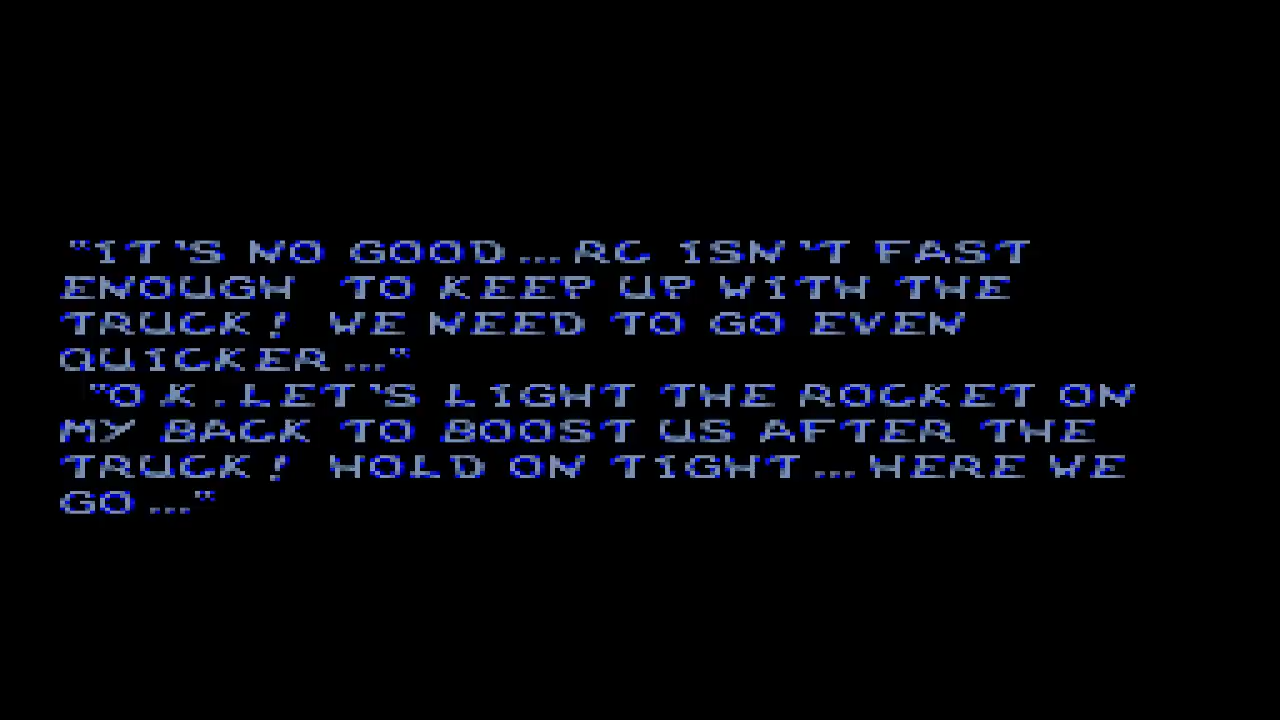 "IT'S NO GOOD...RC ISN'T FAST
ENOUGH TO KEEP UP WITH THE
TRUCK! WE NEED TO GO EVEN
QUICKER..."
"OK.LET'S LIGHT THE ROCKET ON
MY BACK TO BOOST US AFTER THE
TRUCK! HOLD ON TIGHT...HERE WE
GO..."